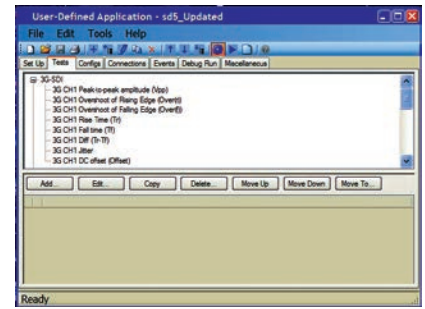 User-Defined Application - sd5_Updated
File Edit Tools Help
Set Up Tests Configs Connections Events Debug Run Miscellaneous
3G-SDI
3G CH1 Peak-to-peak amplitude (Vpp)
3G CH1 Overshoot of Rising Edge (Overt)
3G CH1 Overshoot of Falling Edge (Overf)
3G CH1 Rise Time (Tr)
3G CH1 Fall time (Tf)
3G CH1 Diff (Tr-Tf)
3G CH1 Jitter
3G CH1 DC offset (Offset)
Add... Edit... Copy Delete... Move Up Move Down Move To...
Ready